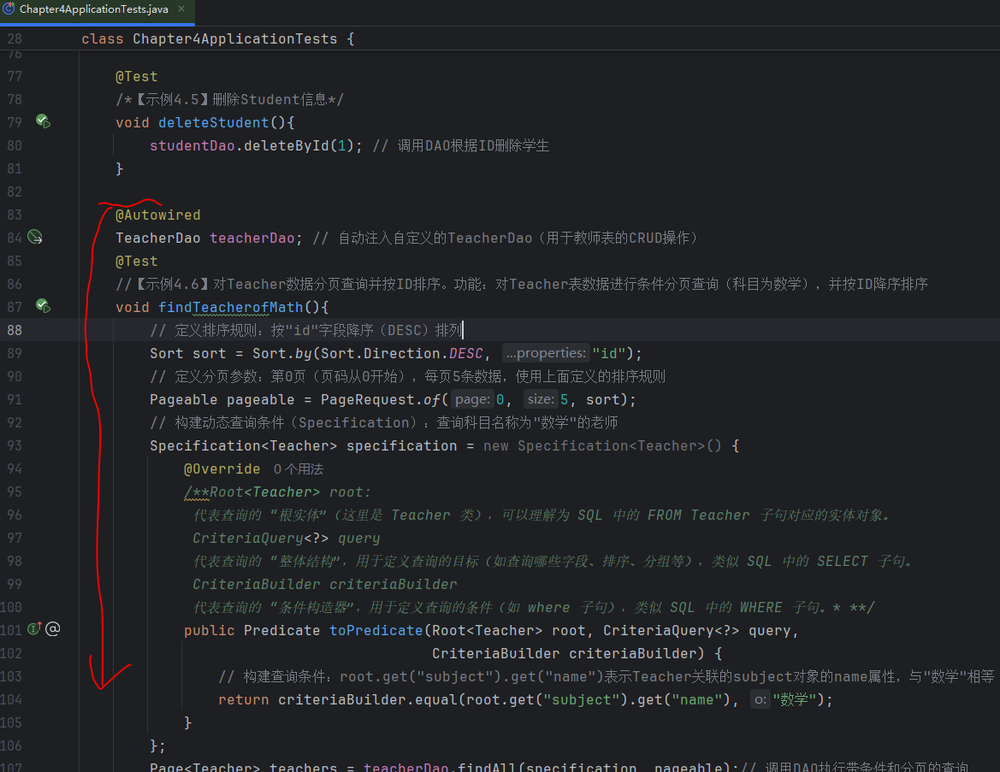 Chapter4ApplicationTests.java
28 class Chapter4ApplicationTests {
76
77 @Test
78 /*【示例4.5】删除Student信息*/
79 void deleteStudent(){
80 studentDao.deleteById(1); // 调用DAO根据ID删除学生
81 }
82
83 @Autowired
84 TeacherDao teacherDao; // 自动注入自定义的TeacherDao（用于教师表的CRUD操作）
85 @Test
86 //【示例4.6】对Teacher数据分页查询并按ID排序。功能：对Teacher表数据进行条件分页查询（科目为数学），并按ID降序排序
87 void findTeacherofMath(){
88 // 定义排序规则：按"id"字段降序（DESC）排列
89 Sort sort = Sort.by(Sort.Direction.DESC, ...properties: "id");
90 // 定义分页参数：第0页（页码从0开始），每页5条数据，使用上面定义的排序规则
91 Pageable pageable = PageRequest.of( page: 0, size: 5, sort);
92 // 构建动态查询条件（Specification）：查询科目名称为"数学"的老师
93 Specification<Teacher> specification = new Specification<Teacher>() {
94 @Override 0 个用法
95 /**Root<Teacher> root:
96 代表查询的 “根实体”（这里是 Teacher 类），可以理解为 SQL 中的 FROM Teacher 子句对应的实体对象。
97 CriteriaQuery<?> query
98 代表查询的 “整体结构”，用于定义查询的目标（如查询哪些字段、排序、分组等），类似 SQL 中的 SELECT 子句。
99 CriteriaBuilder criteriaBuilder
100 代表查询的 “条件构造器”，用于定义查询的条件（如 where 子句），类似 SQL 中的 WHERE 子句。* **/
101 public Predicate toPredicate(Root<Teacher> root, CriteriaQuery<?> query,
102 CriteriaBuilder criteriaBuilder) {
103 // 构建查询条件：root.get("subject").get("name")表示Teacher关联的subject对象的name属性，与"数学"相等
104 return criteriaBuilder.equal(root.get("subject").get("name"), o: "数学");
105 }
106 };
107 Page<Teacher> teachers = teacherDao.findAll(specification, pageable);// 调用DAO执行带条件和分页的查询